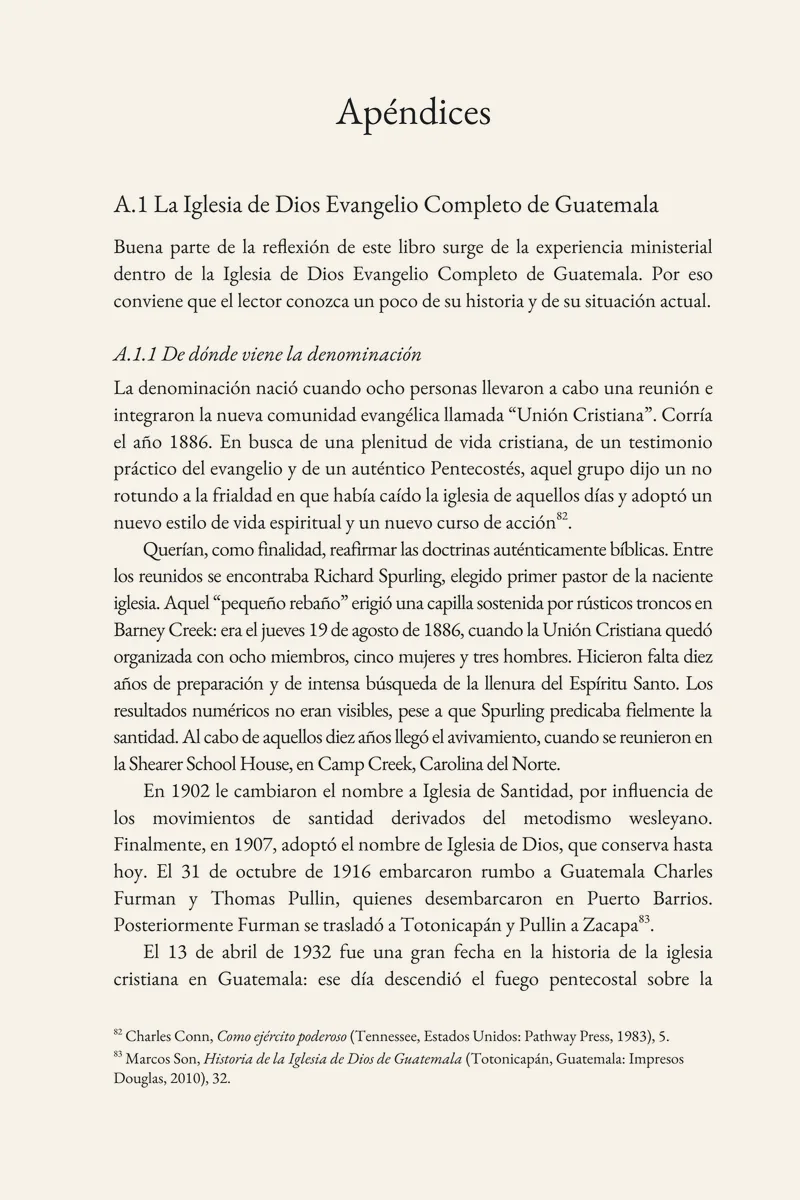 Apéndices
A.1 La Iglesia de Dios Evangelio Completo de Guatemala
Buena parte de la reflexión de este libro surge de la experiencia ministerial
dentro de la Iglesia de Dios Evangelio Completo de Guatemala. Por eso
conviene que el lector conozca un poco de su historia y de su situación actual.
A.1.1 De dónde viene la denominación
La denominación nació cuando ocho personas llevaron a cabo una reunión e
integraron la nueva comunidad evangélica llamada “Unión Cristiana”. Corría
el año 1886. En busca de una plenitud de vida cristiana, de un testimonio
práctico del evangelio y de un auténtico Pentecostés, aquel grupo dijo un no
rotundo a la frialdad en que había caído la iglesia de aquellos días y adoptó un
nuevo estilo de vida espiritual y un nuevo curso de acción82.
Querían, como finalidad, reafirmar las doctrinas auténticamente bíblicas. Entre
los reunidos se encontraba Richard Spurling, elegido primer pastor de la naciente
iglesia. Aquel “pequeño rebaño” erigió una capilla sostenida por rústicos troncos en
Barney Creek: era el jueves 19 de agosto de 1886, cuando la Unión Cristiana quedó
organizada con ocho miembros, cinco mujeres y tres hombres. Hicieron falta diez
años de preparación y de intensa búsqueda de la llenura del Espíritu Santo. Los
resultados numéricos no eran visibles, pese a que Spurling predicaba fielmente la
santidad. Al cabo de aquellos diez años llegó el avivamiento, cuando se reunieron en
la Shearer School House, en Camp Creek, Carolina del Norte.
En 1902 le cambiaron el nombre a Iglesia de Santidad, por influencia de
los movimientos de santidad derivados del metodismo wesleyano.
Finalmente, en 1907, adoptó el nombre de Iglesia de Dios, que conserva hasta
hoy. El 31 de octubre de 1916 embarcaron rumbo a Guatemala Charles
Furman y Thomas Pullin, quienes desembarcaron en Puerto Barrios.
Posteriormente Furman se trasladó a Totonicapán y Pullin a Zacapa83.
El 13 de abril de 1932 fue una gran fecha en la historia de la iglesia
cristiana en Guatemala: ese día descendió el fuego pentecostal sobre la
82 Charles Conn, Como ejército poderoso (Tennessee, Estados Unidos: Pathway Press, 1983), 5.
83 Marcos Son, Historia de la Iglesia de Dios de Guatemala (Totonicapán, Guatemala: Impresos
Douglas, 2010), 32.